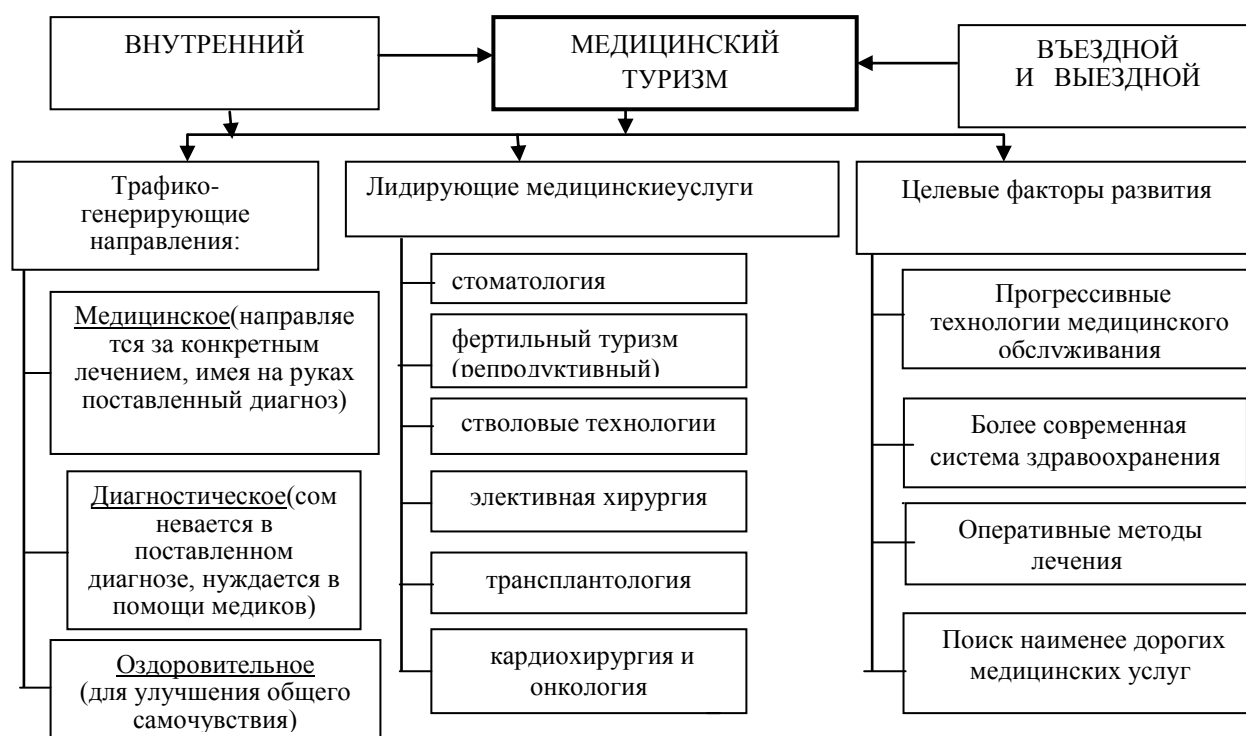 ВНУТРЕННИЙ
МЕДИЦИНСКИЙ
ТУРИЗМ
ВЪЕЗДНОЙ
И ВЫЕЗДНОЙ
Трафико-
генерирующие
направления:
Медицинское(направляе
тся за конкретным
лечением, имея на руках
поставленный диагноз)
Диагностическое(сом
невается в
поставленном
диагнозе, нуждается в
помощи медиков)
Оздоровительное
(для улучшения общего
самочувствия)
Лидирующие медицинскиеуслуги
стоматология
фертильный туризм
(репродуктивный)
стволовые технологии
элективная хирургия
трансплантология
кардиохирургия и
онкология
Целевые факторы развития
Прогрессивные
технологии медицинского
обслуживания
Более современная
система здравоохранения
Оперативные методы
лечения
Поиск наименее дорогих
медицинских услуг